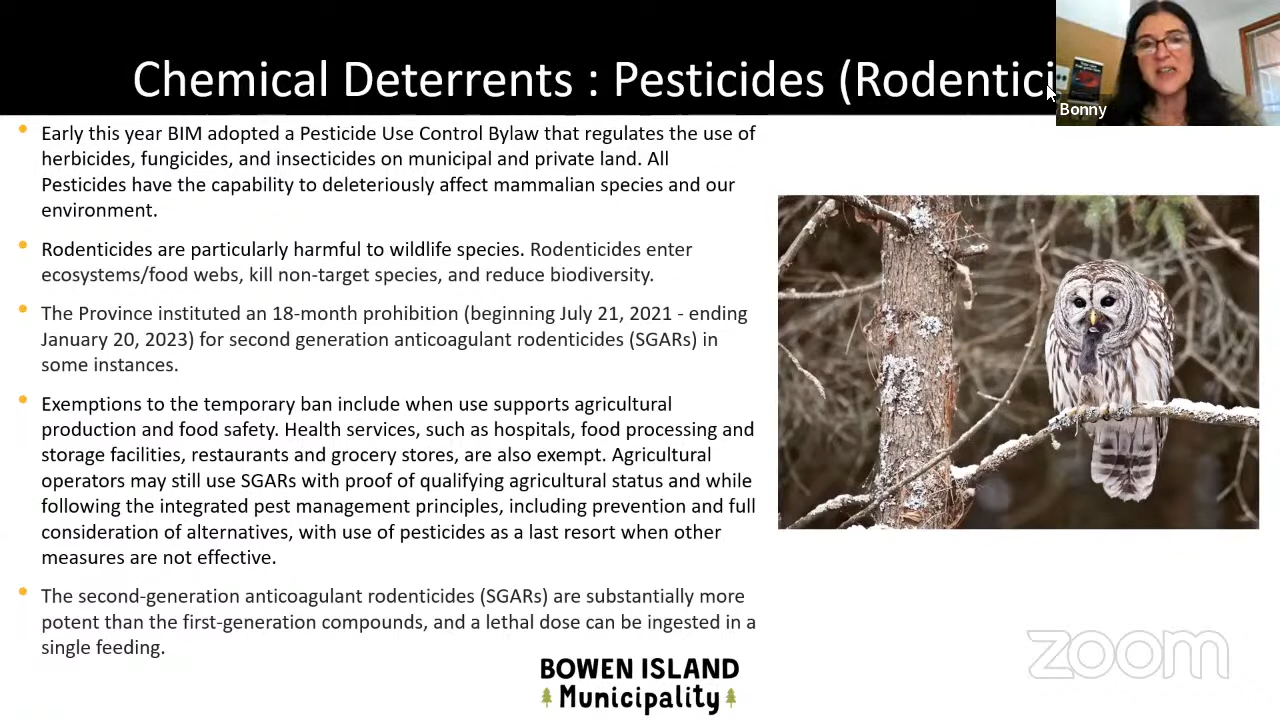 Chemical Deterrents : Pesticides (Rodentici
Bonny
Early this year BIM adopted a Pesticide Use Control Bylaw that regulates the use of
herbicides, fungicides, and insecticides on municipal and private land. All
Pesticides have the capability to deleteriously affect mammalian species and our
environment.
Rodenticides are particularly harmful to wildlife species. Rodenticides enter
ecosystems/food webs, kill non-target species, and reduce biodiversity.
The Province instituted an 18-month prohibition (beginning July 21, 2021 - ending
January 20, 2023) for second generation anticoagulant rodenticides (SGARs) in
some instances.
Exemptions to the temporary ban include when use supports agricultural
production and food safety. Health services, such as hospitals, food processing and
storage facilities, restaurants and grocery stores, are also exempt. Agricultural
operators may still use SGARs with proof of qualifying agricultural status and while
following the integrated pest management principles, including prevention and full
consideration of alternatives, with use of pesticides as a last resort when other
measures are not effective.
The second-generation anticoagulant rodenticides (SGARs) are substantially more
potent than the first-generation compounds, and a lethal dose can be ingested in a
single feeding.
BOWEN ISLAND
Municipality
zoom